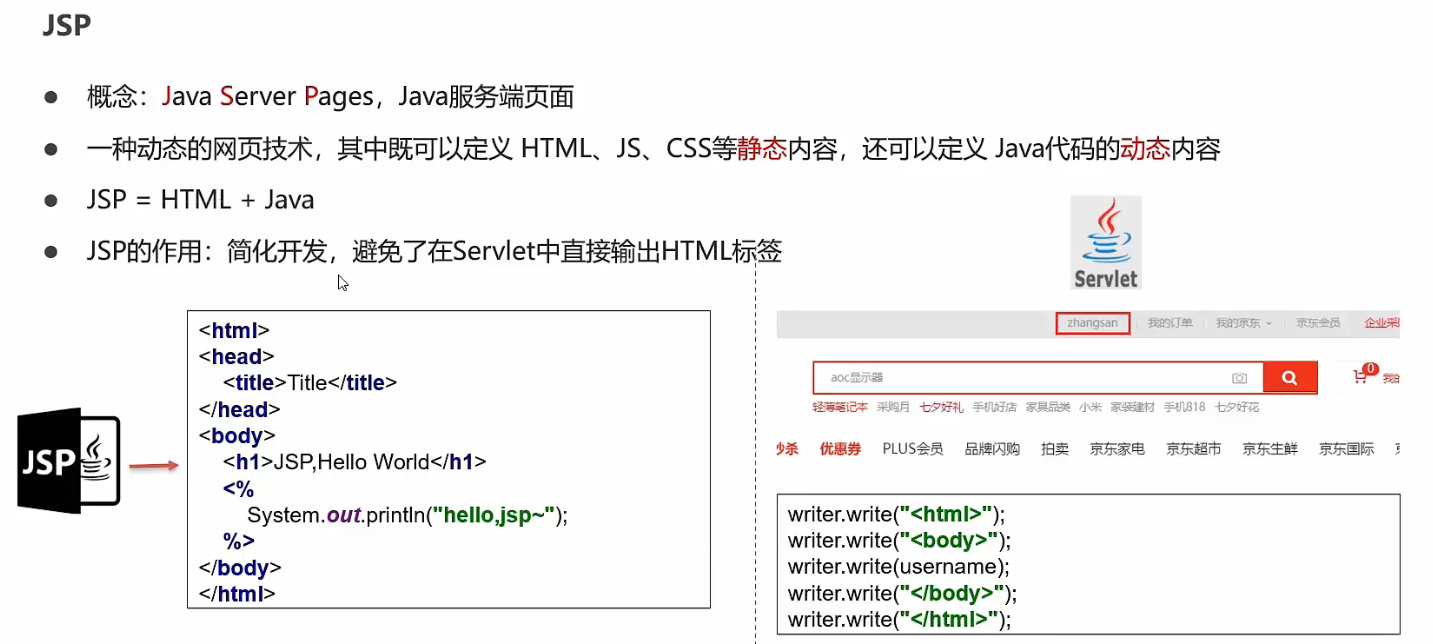 JSP
● 概念：Java Server Pages，Java服务端页面
● 一种动态的网页技术，其中既可以定义 HTML、JS、CSS等静态内容，还可以定义 Java代码的动态内容
● JSP = HTML + Java
● JSP的作用：简化开发，避免了在Servlet中直接输出HTML标签
Servlet
JSP
<html>
<head>
<title>Title</title>
</head>
<body>
<h1>JSP,Hello World</h1>
<%
System.out.println("hello,jsp~");
%>
</body>
</html>
zhangsan 我的订单 我的京东 京东会员 企业采
aoc显示器 0 我的
轻薄笔记本 采购月 七夕好礼 手机好店 家具品类 小米 家装建材 手机818 七夕好花
秒杀 优惠券 PLUS会员 品牌闪购 拍卖 京东家电 京东超市 京东生鲜 京东国际
writer.write("<html>");
writer.write("<body>");
writer.write(username);
writer.write("</body>");
writer.write("</html>");